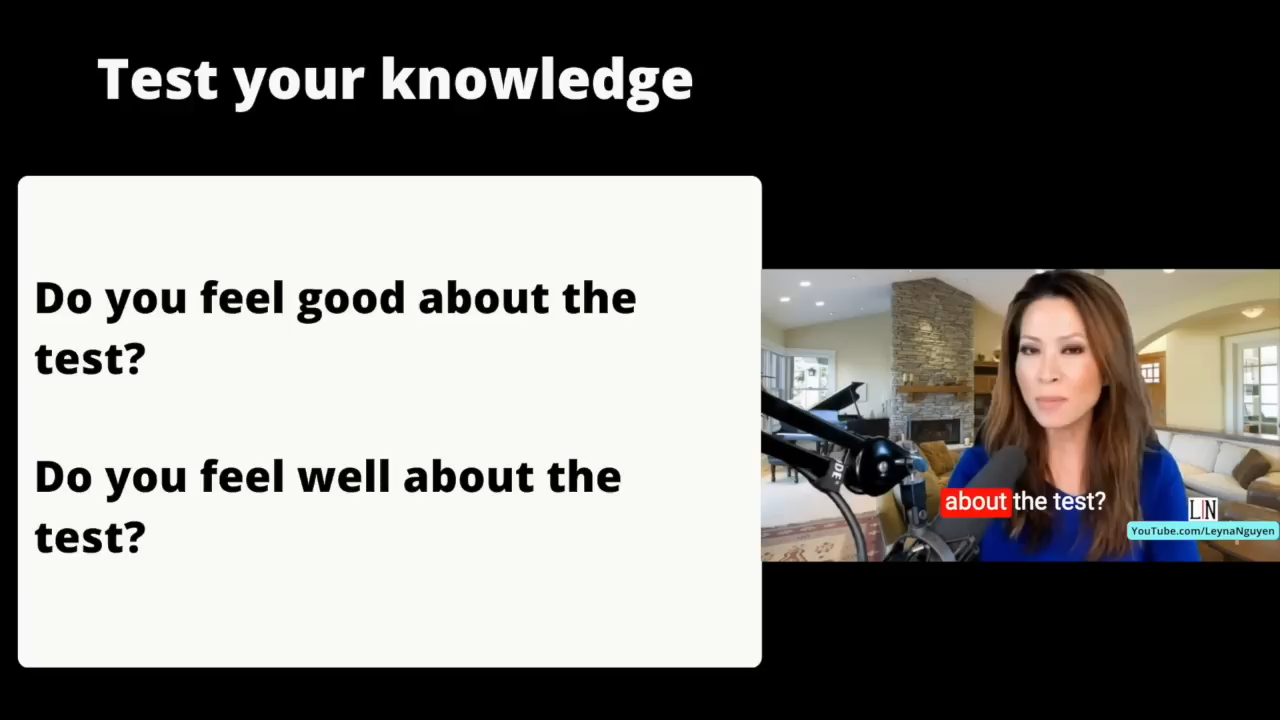 Test your knowledge
Do you feel good about the
test?
Do you feel well about the
test?
about the test?
LN
YouTube.com/LeynaNguyen